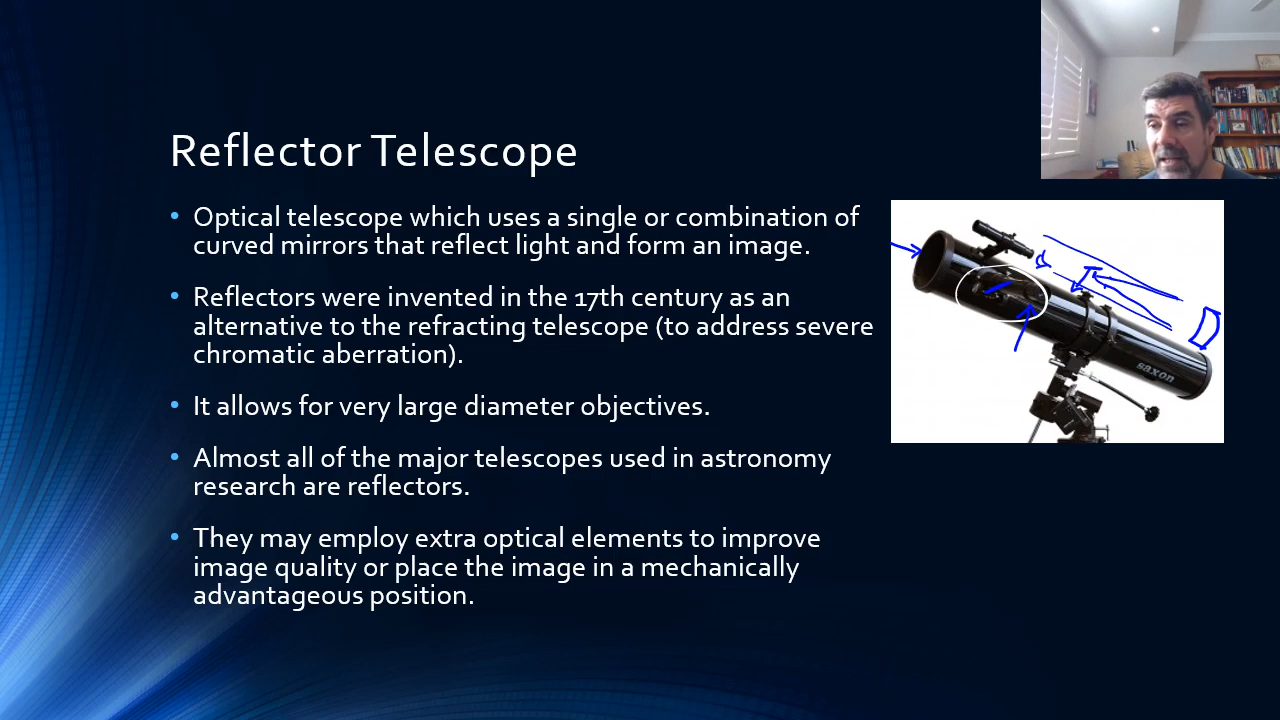 Reflector Telescope
• Optical telescope which uses a single or combination of
curved mirrors that reflect light and form an image.
• Reflectors were invented in the 17th century as an
alternative to the refracting telescope (to address severe
chromatic aberration).
• It allows for very large diameter objectives.
• Almost all of the major telescopes used in astronomy
research are reflectors.
• They may employ extra optical elements to improve
image quality or place the image in a mechanically
advantageous position.
saxon